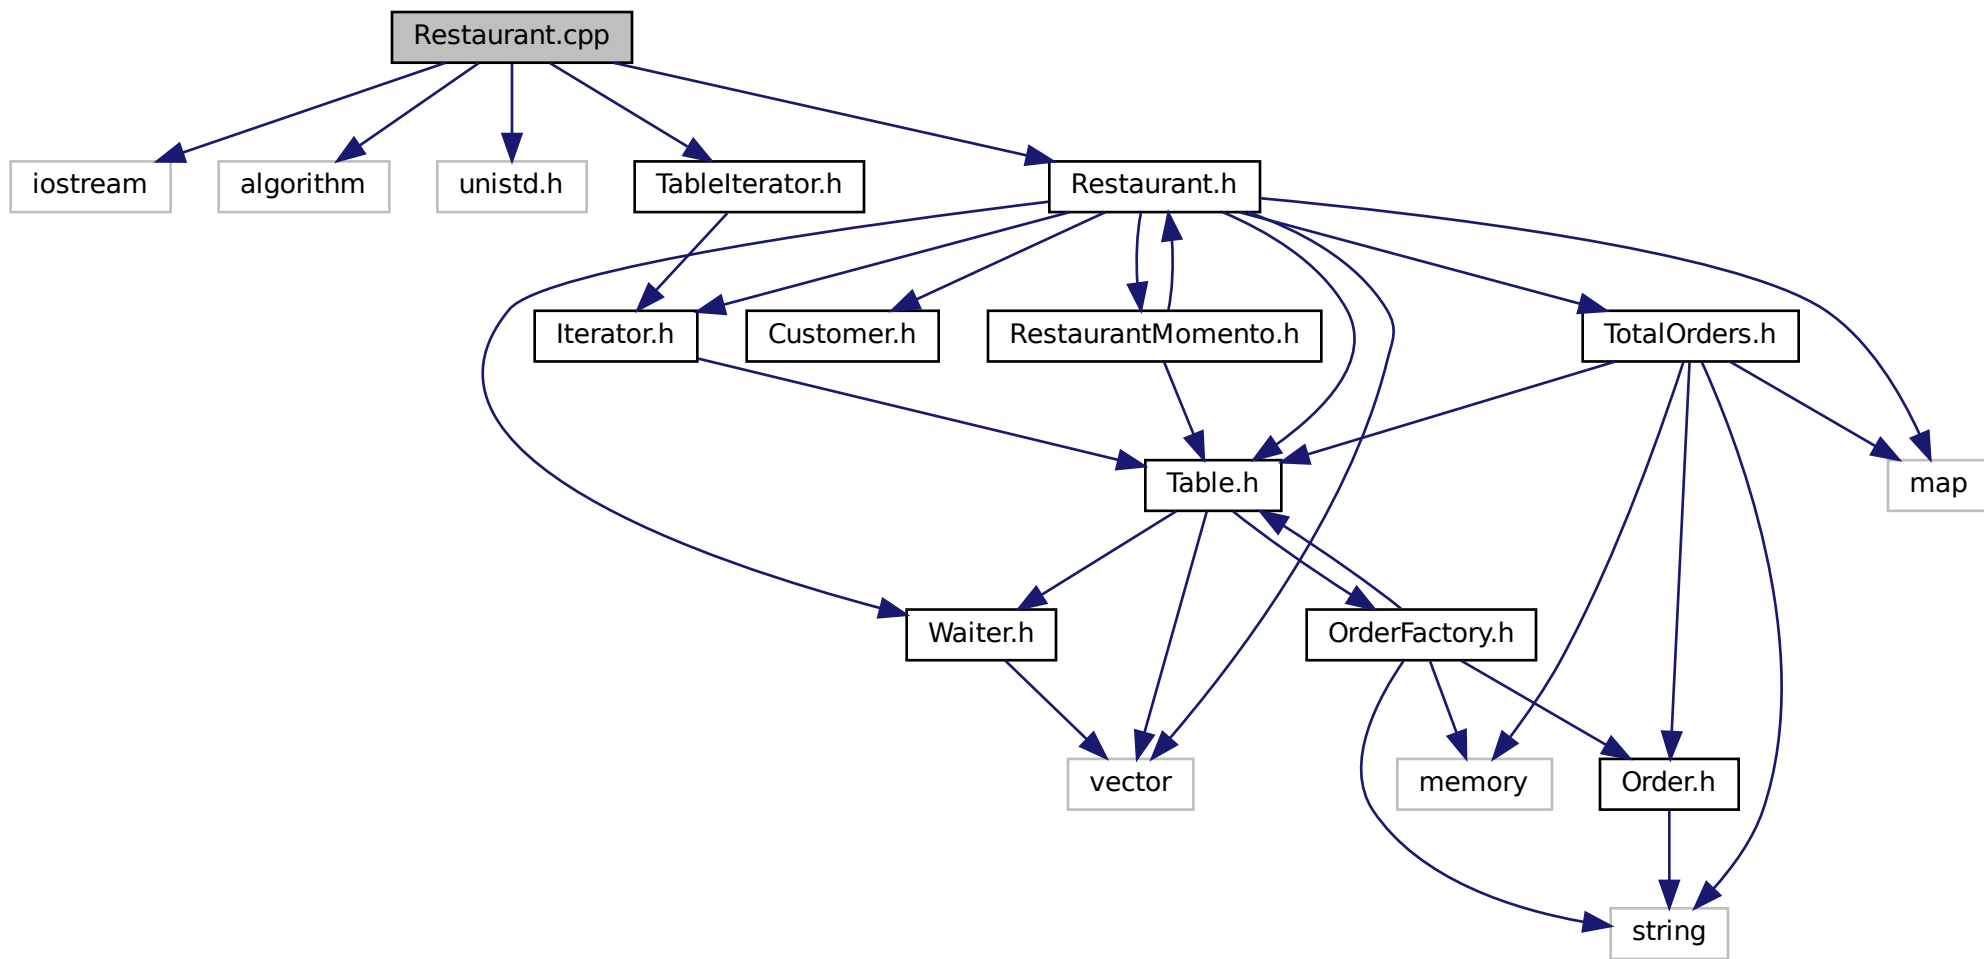 Restaurant.cpp
iostream
algorithm
unistd.h
TableIterator.h
Restaurant.h
Iterator.h
Customer.h
RestaurantMomento.h
TotalOrders.h
Table.h
map
Waiter.h
OrderFactory.h
vector
memory
Order.h
string